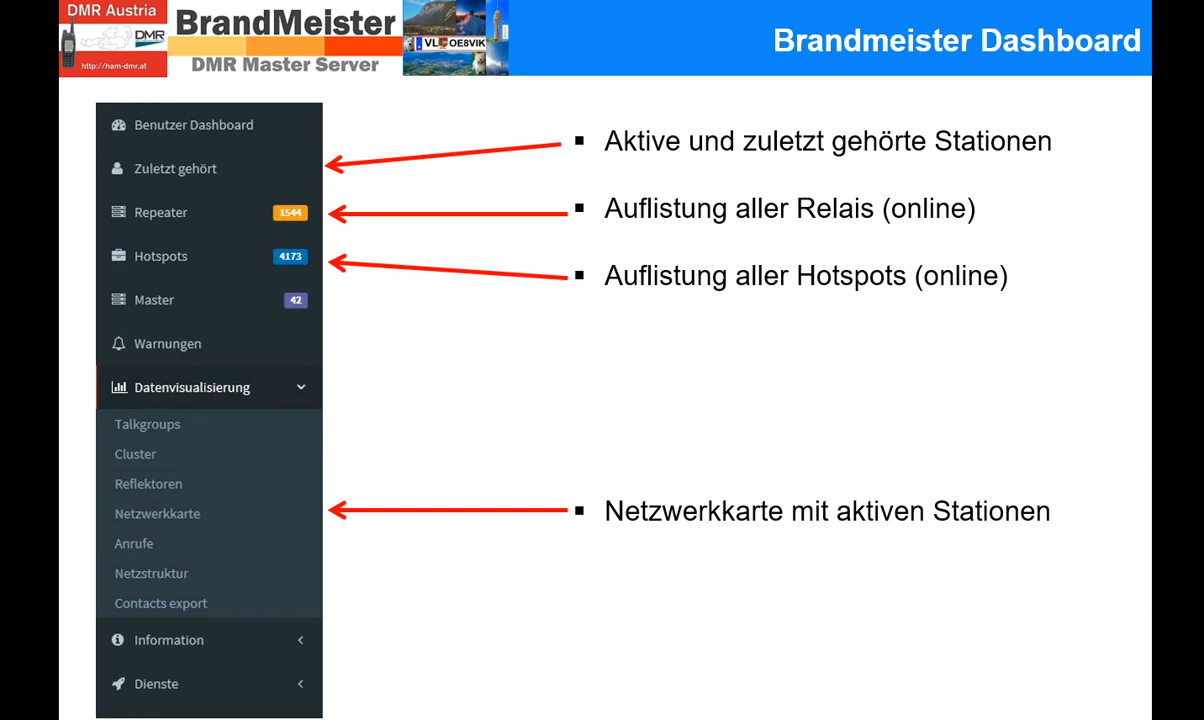 DMR Austria
DMR
http://ham-dmr.at
BrandMeister
DMR Master Server
VL OE8VIK
Brandmeister Dashboard
Benutzer Dashboard
Zuletzt gehört
Repeater 1544
Hotspots 4173
Master 42
Warnungen
Datenvisualisierung
Talkgroups
Cluster
Reflektoren
Netzwerkkarte
Anrufe
Netzstruktur
Contacts export
Information
Dienste
▪ Aktive und zuletzt gehörte Stationen
▪ Auflistung aller Relais (online)
▪ Auflistung aller Hotspots (online)
▪ Netzwerkkarte mit aktiven Stationen